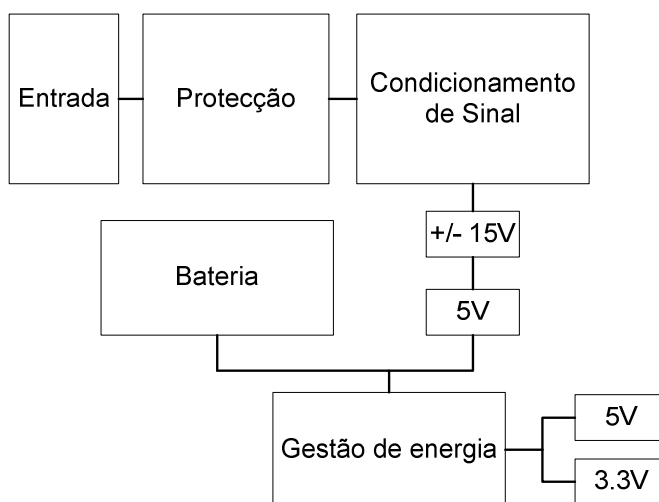 Entrada
Protecção
Condicionamento
de Sinal
+/- 15V
Bateria
5V
Gestão de energia
5V
3.3V